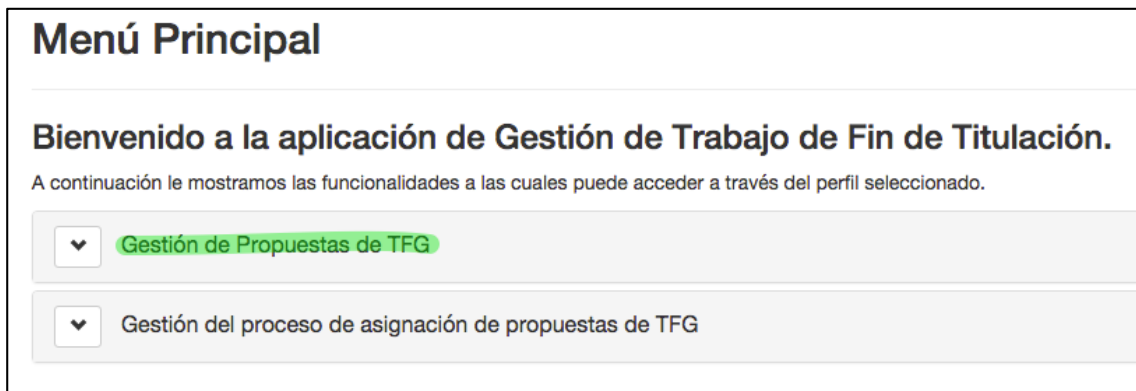 Menú Principal
Bienvenido a la aplicación de Gestión de Trabajo de Fin de Titulación.
A continuación le mostramos las funcionalidades a las cuales puede acceder a través del perfil seleccionado.
Gestión de Propuestas de TFG
Gestión del proceso de asignación de propuestas de TFG